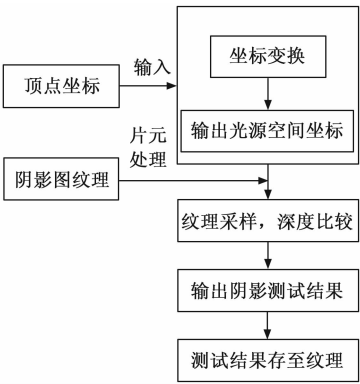 坐标变换
输入
顶点坐标
输出光源空间坐标
片元
处理
阴影图纹理
纹理采样，深度比较
输出阴影测试结果
测试结果存至纹理